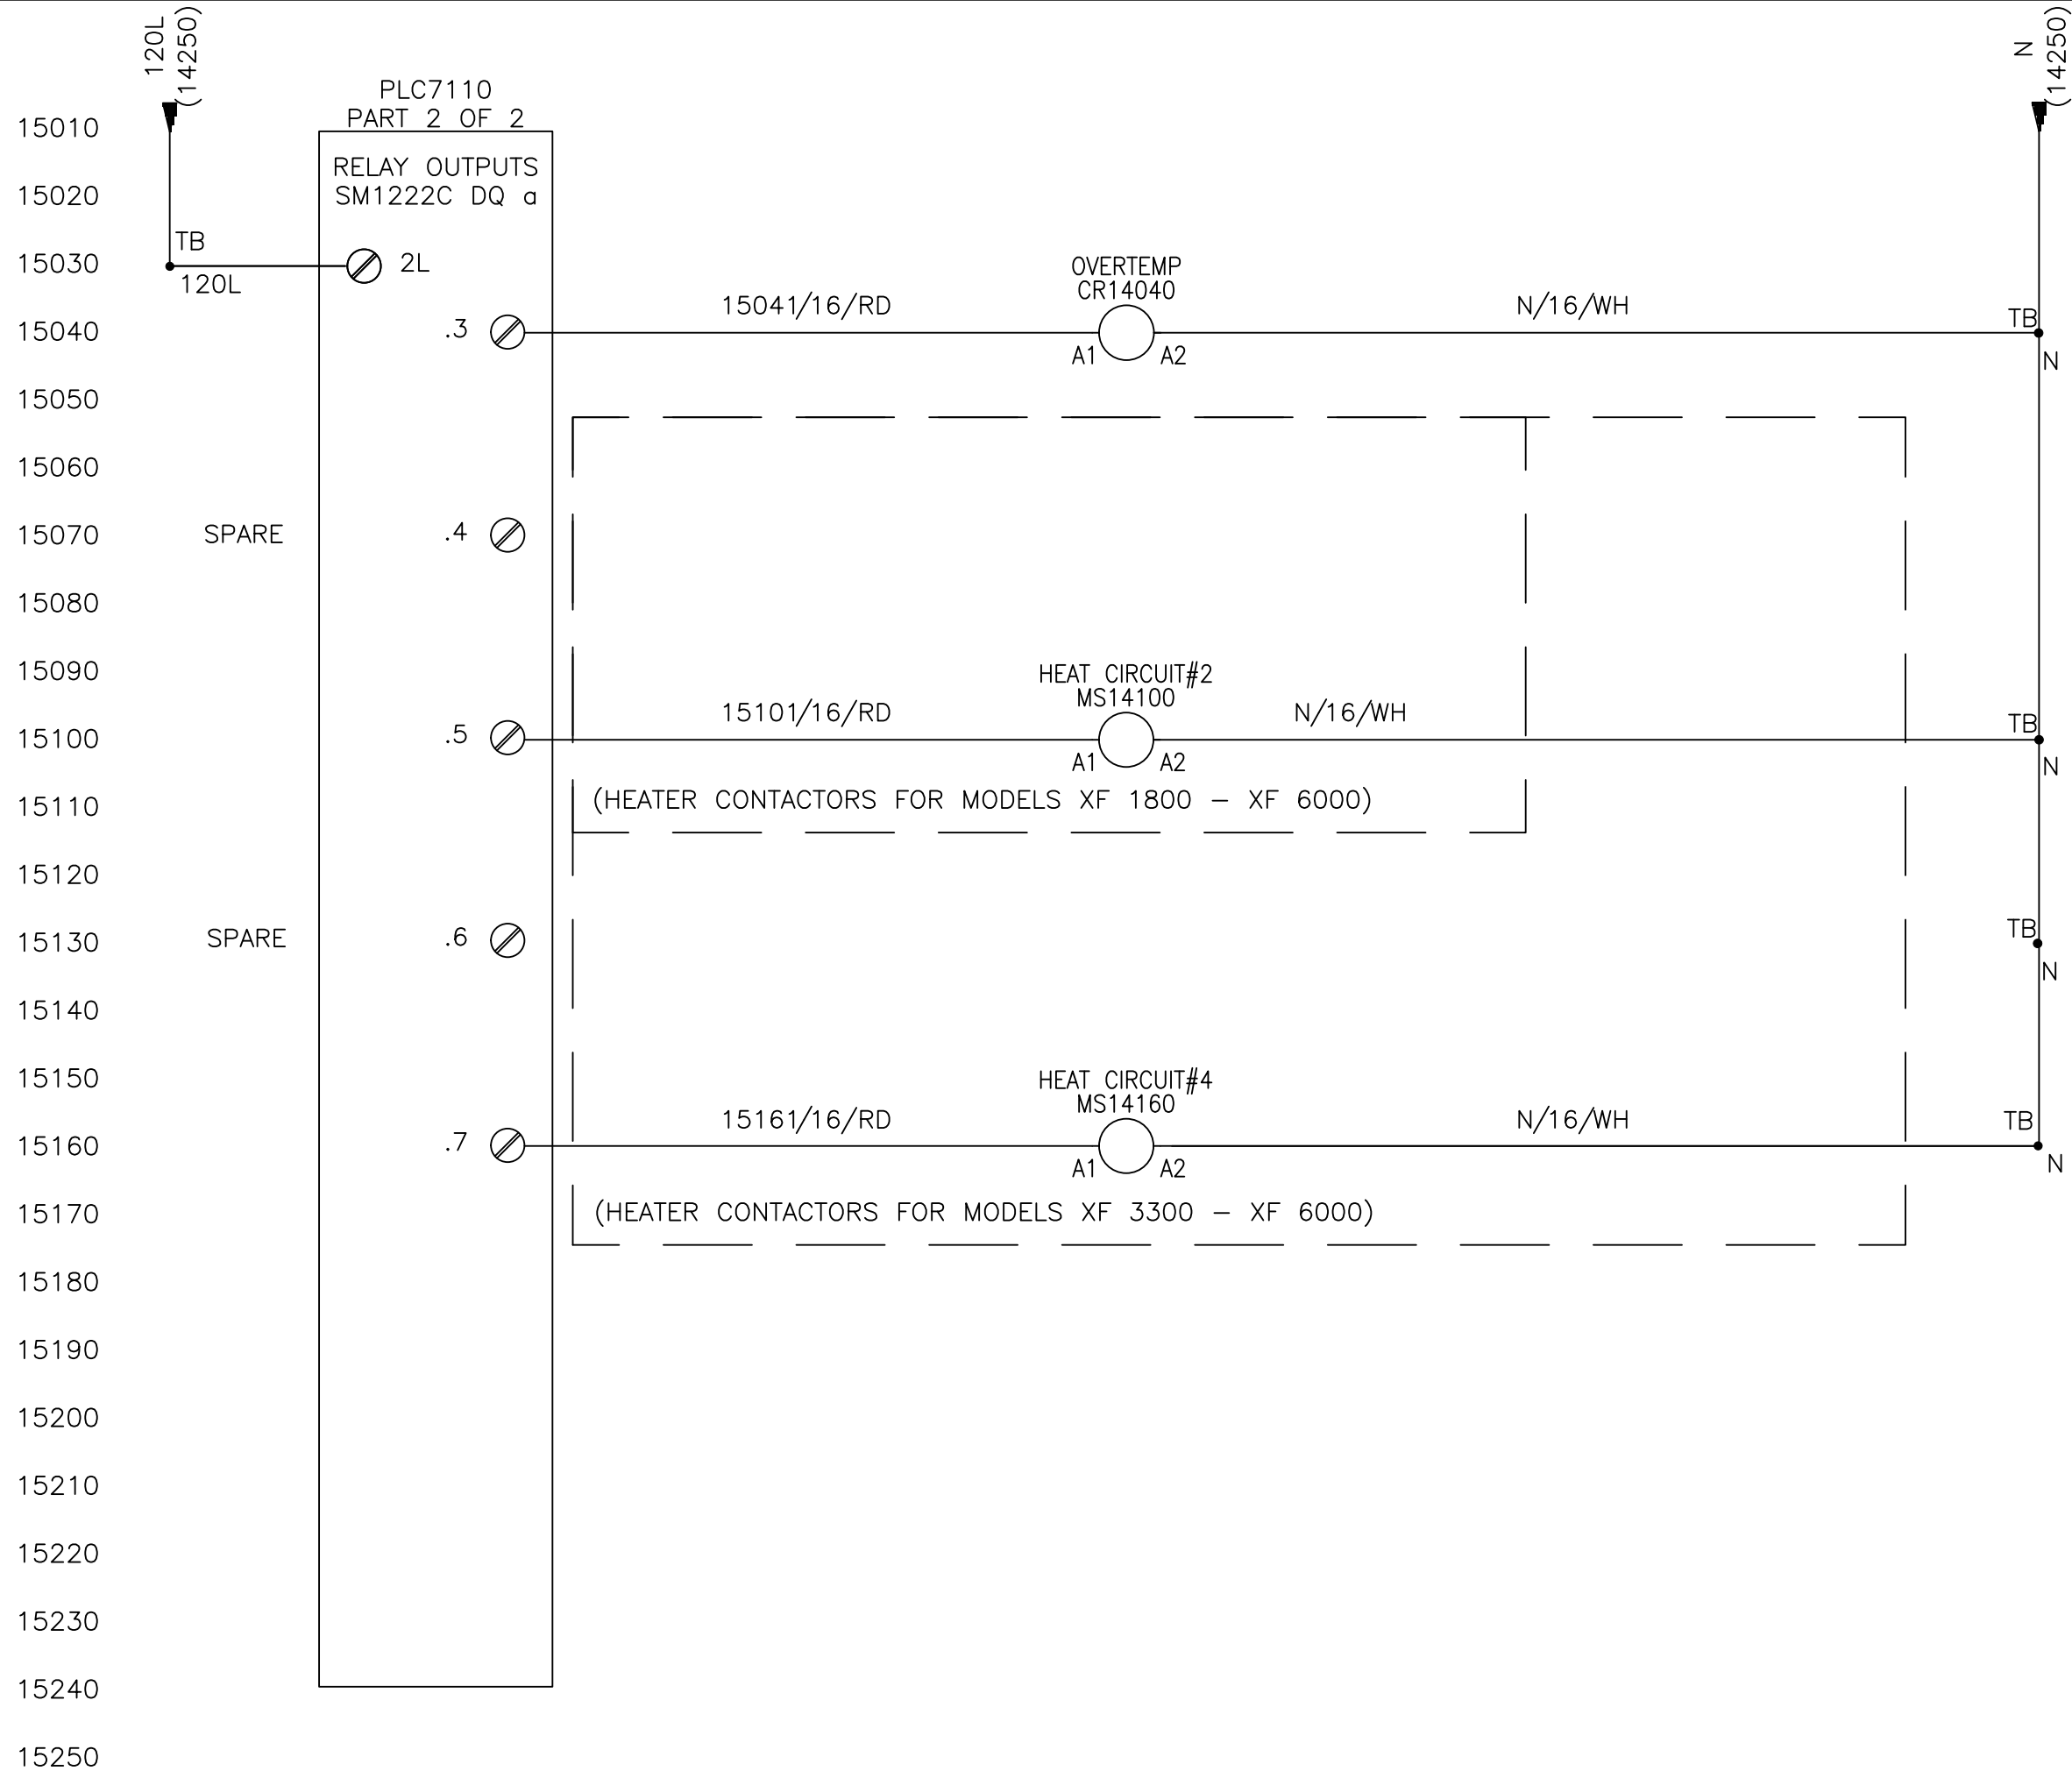 120L
(14250)
N
(14250)
PLC7110
PART 2 OF 2
15010
RELAY OUTPUTS
15020
SM1222C DQ a
TB
15030
2L
120L
OVERTEMP
CR14040
15041/16/RD
N/16/WH
15040
.3
TB
A1
A2
N
15050
15060
15070
SPARE
.4
15080
15090
HEAT CIRCUIT#2
MS14100
15101/16/RD
N/16/WH
15100
.5
TB
A1
A2
N
15110
(HEATER CONTACTORS FOR MODELS XF 1800 – XF 6000)
15120
15130
SPARE
.6
TB
N
15140
15150
HEAT CIRCUIT#4
MS14160
15161/16/RD
N/16/WH
15160
.7
TB
A1
A2
N
15170
(HEATER CONTACTORS FOR MODELS XF 3300 – XF 6000)
15180
15190
15200
15210
15220
15230
15240
15250